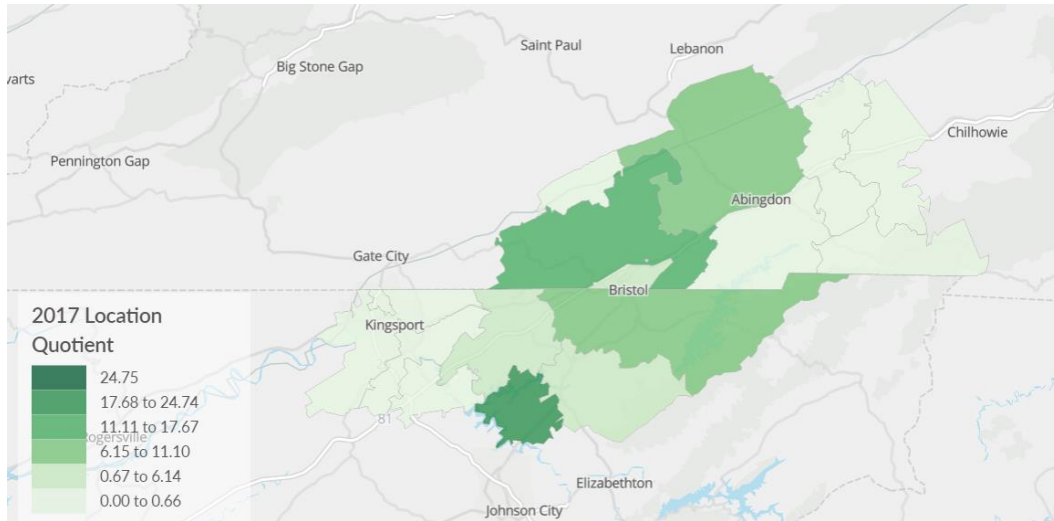 Saint Paul
Lebanon
Big Stone Gap
varts
Chilhowie
Pennington Gap
Abingdon
Gate City
Bristol
2017 Location
Quotient
Kingsport
24.75
17.68 to 24.74
11.11 to 17.67
81
Rogersville
6.15 to 11.10
0.67 to 6.14
0.00 to 0.66
Elizabethton
Johnson City